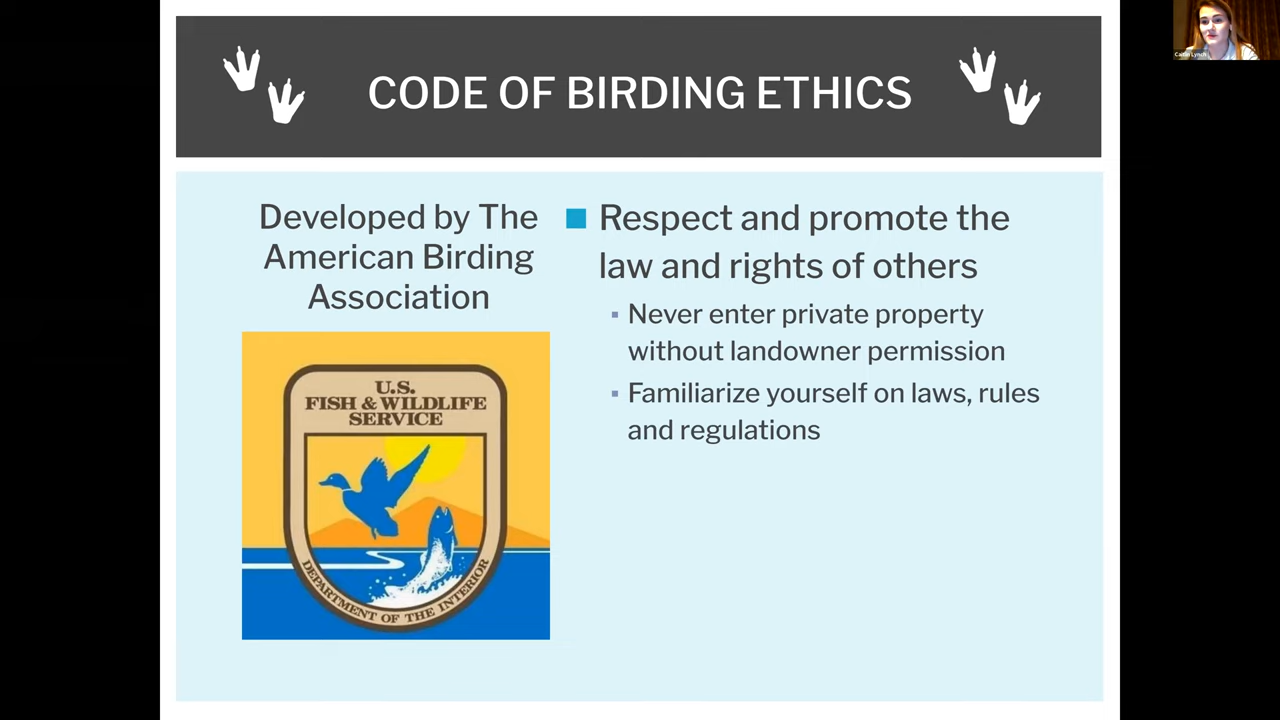 CODE OF BIRDING ETHICS
Caitlin Lynch
Developed by The
American Birding
Association
U.S.
FISH & WILDLIFE
SERVICE
DEPARTMENT OF THE INTERIOR
Respect and promote the
law and rights of others
Never enter private property
without landowner permission
Familiarize yourself on laws, rules
and regulations